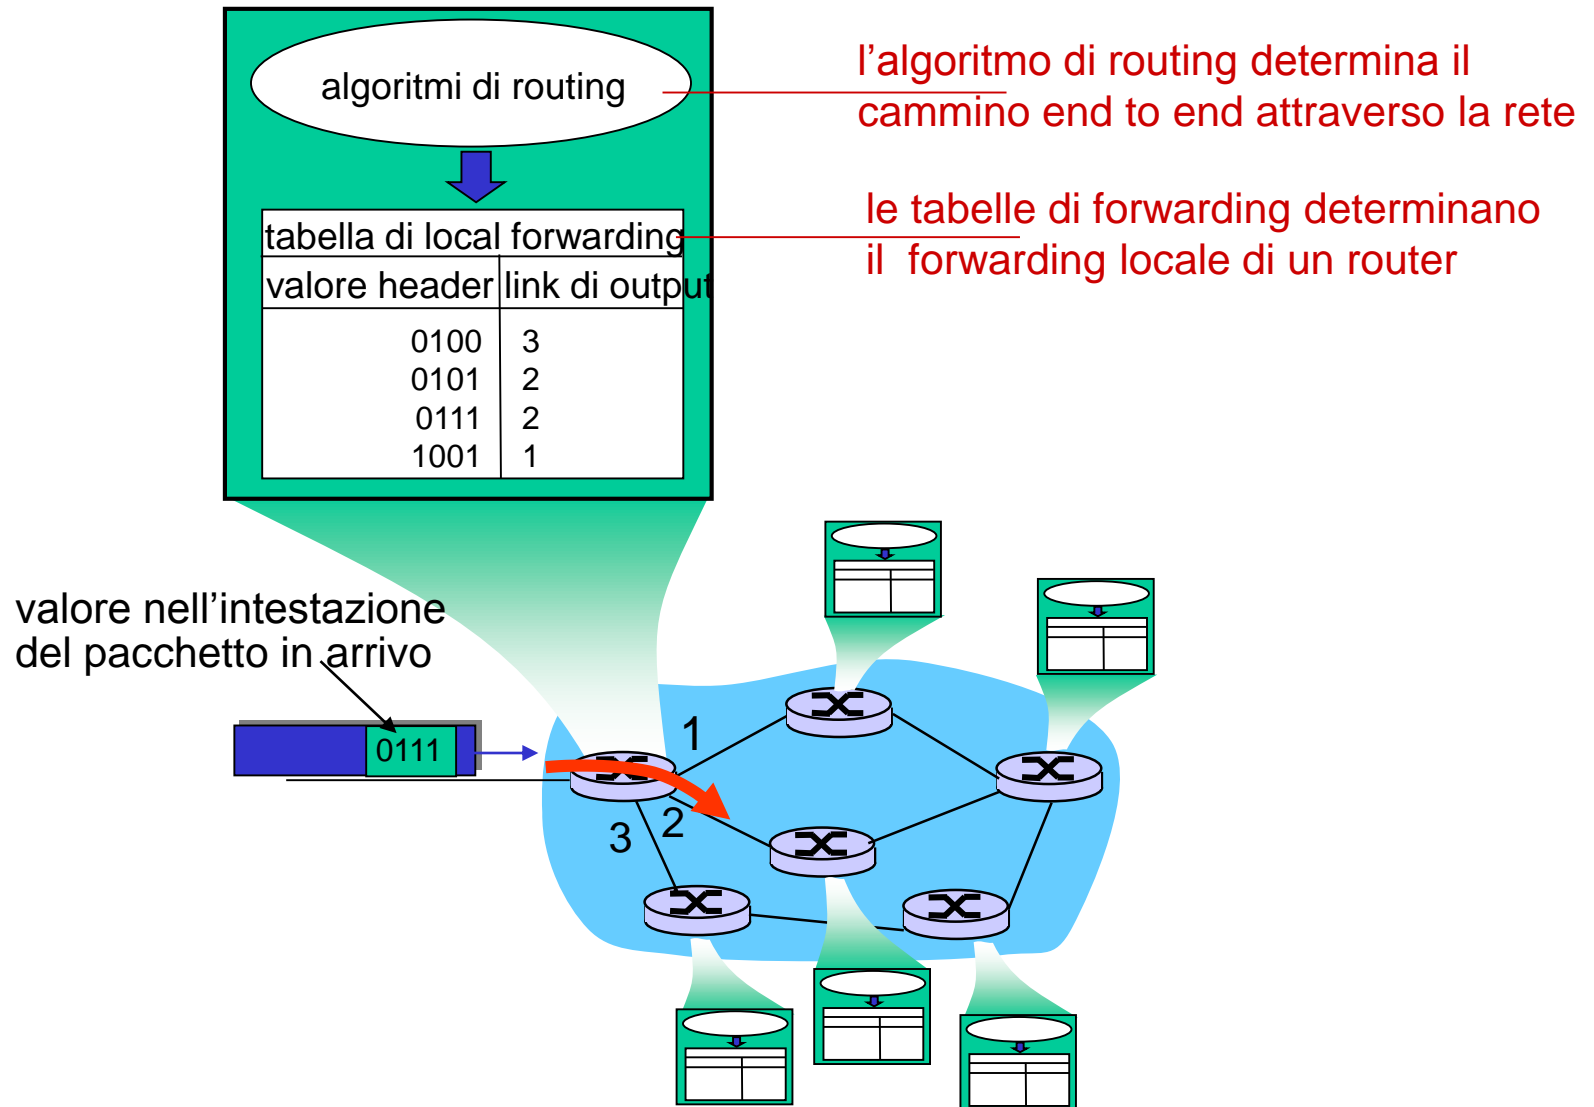 algoritmi di routing
l’algoritmo di routing determina il
cammino end to end attraverso la rete
le tabelle di forwarding determinano
il forwarding locale di un router
tabella di local forwarding
valore header link di output
0100 3
0101 2
0111 2
1001 1
valore nell’intestazione
del pacchetto in arrivo
0111
1
2
3